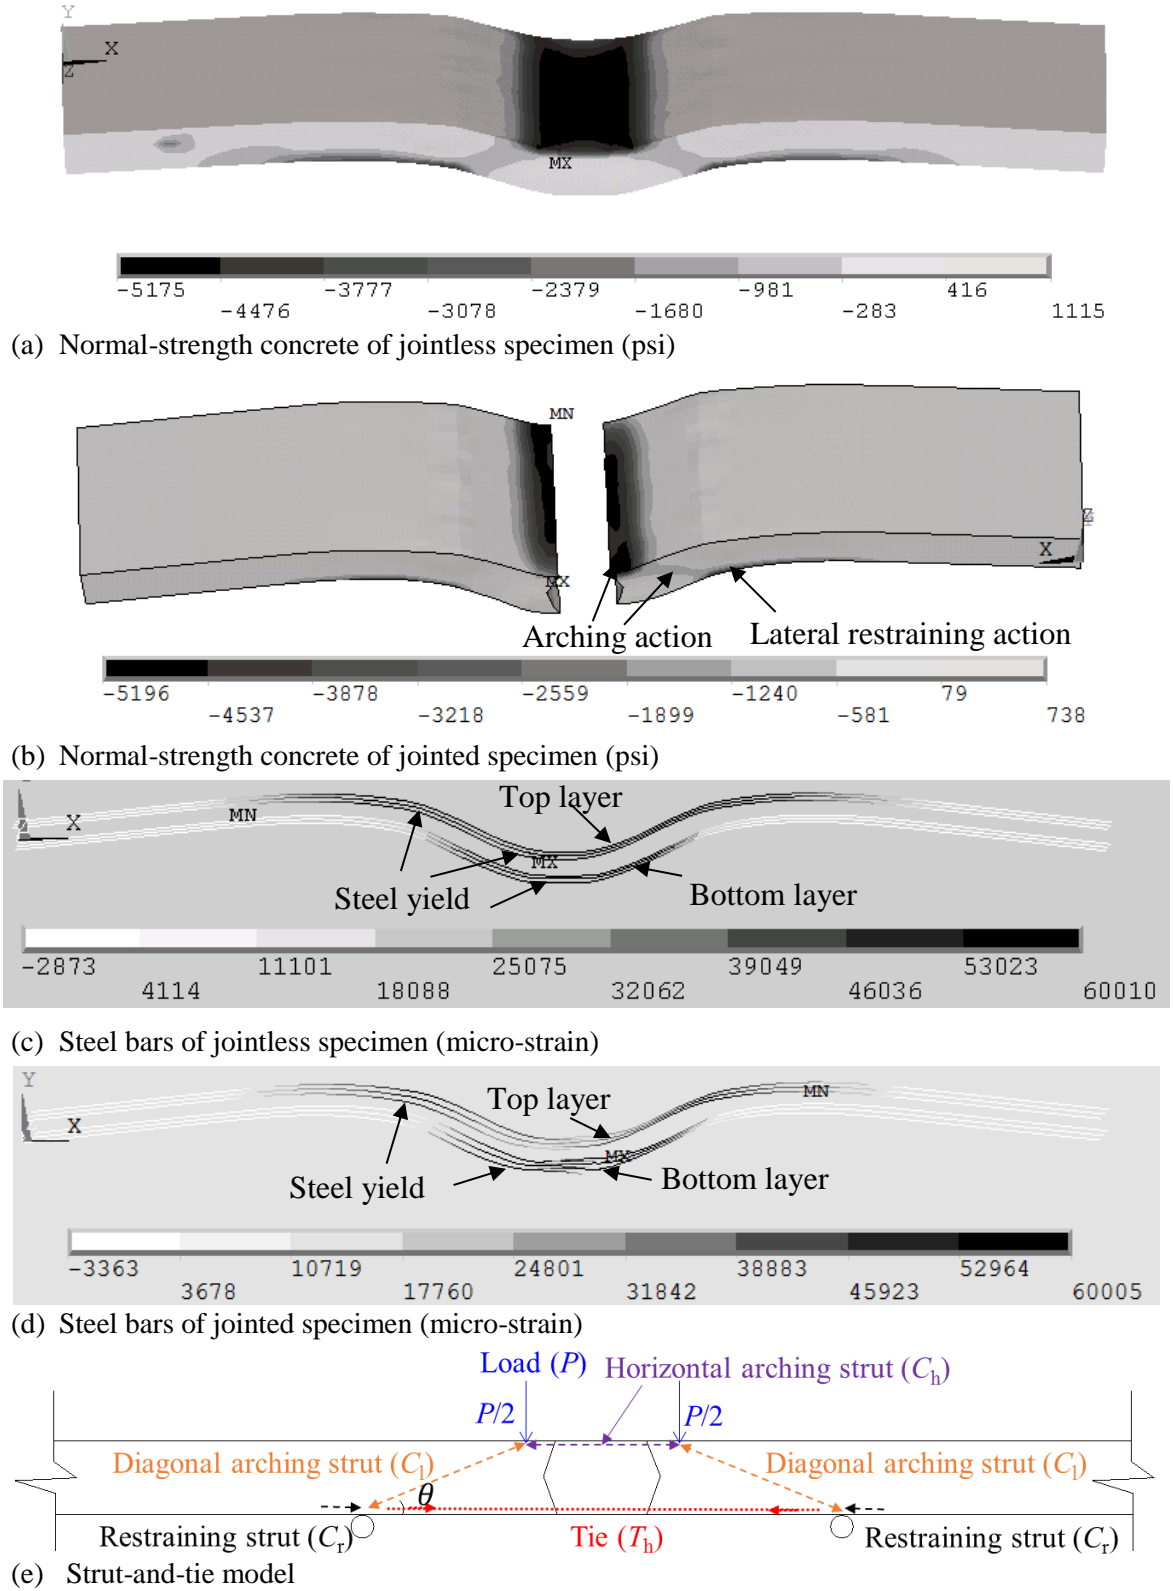 Y
X
Z
MX
-5175 -3777 -2379 -981 416
-4476 -3078 -1680 -283 1115
(a) Normal-strength concrete of jointless specimen (psi)
MN
Z
X
MX
Arching action Lateral restraining action
-5196 -3878 -2559 -1240 79
-4537 -3218 -1899 -581 738
(b) Normal-strength concrete of jointed specimen (psi)
Top layer
MN
X
MX
Steel yield Bottom layer
-2873 11101 25075 39049 53023
4114 18088 32062 46036 60010
(c) Steel bars of jointless specimen (micro-strain)
Y
Top layer MN
X
MX
Steel yield Bottom layer
-3363 10719 24801 38883 52964
3678 17760 31842 45923 60005
(d) Steel bars of jointed specimen (micro-strain)
Load (P) Horizontal arching strut (Ch)
P/2 P/2
Diagonal arching strut (Cl) Diagonal arching strut (Cl)
θ
Restraining strut (Cr) Tie (Th) Restraining strut (Cr)
(e) Strut-and-tie model